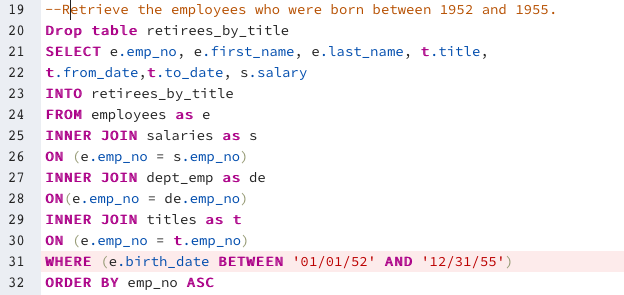 19 --Retrieve the employees who were born between 1952 and 1955.
20 Drop table retirees_by_title
21 SELECT e.emp_no, e.first_name, e.last_name, t.title,
22 t.from_date,t.to_date, s.salary
23 INTO retirees_by_title
24 FROM employees as e
25 INNER JOIN salaries as s
26 ON (e.emp_no = s.emp_no)
27 INNER JOIN dept_emp as de
28 ON(e.emp_no = de.emp_no)
29 INNER JOIN titles as t
30 ON (e.emp_no = t.emp_no)
31 WHERE (e.birth_date BETWEEN '01/01/52' AND '12/31/55')
32 ORDER BY emp_no ASC